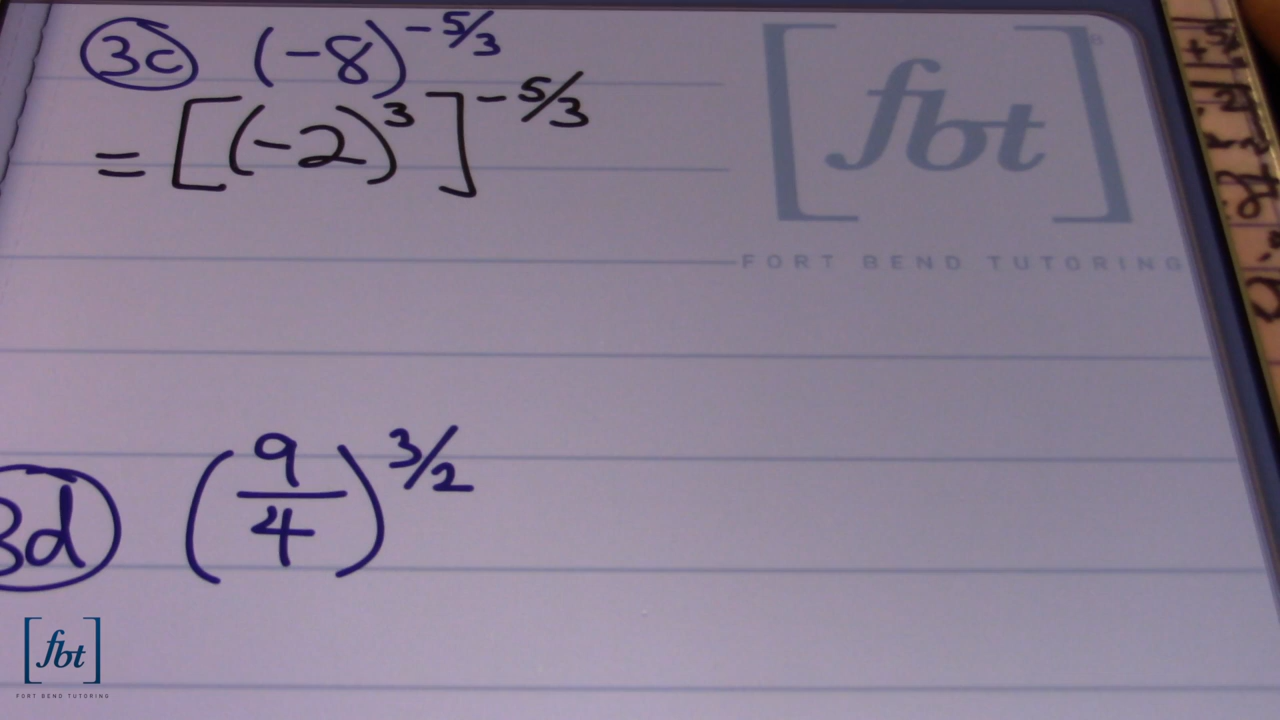 3c (-8)^-5/3
= [(-2)^3]^-5/3
[fbt]
FORT BEND TUTORING
3d (9/4)^3/2
[fbt]
FORT BEND TUTORING